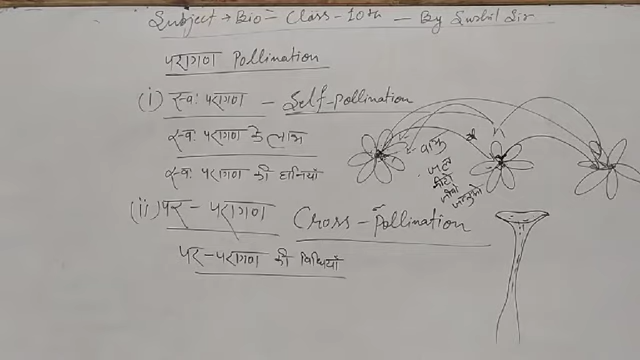 Subject → Bio = Class - 10th - By Sushil Sir
परागण Pollination
(i) स्व: परागण - Self-Pollination
स्व: परागण के लाभ
स्व: परागण की हानियाँ
(ii) पर - परागण Cross-Pollination
पर-परागण की विधियाँ
वायु
जल
कीटो
जन्तुओ